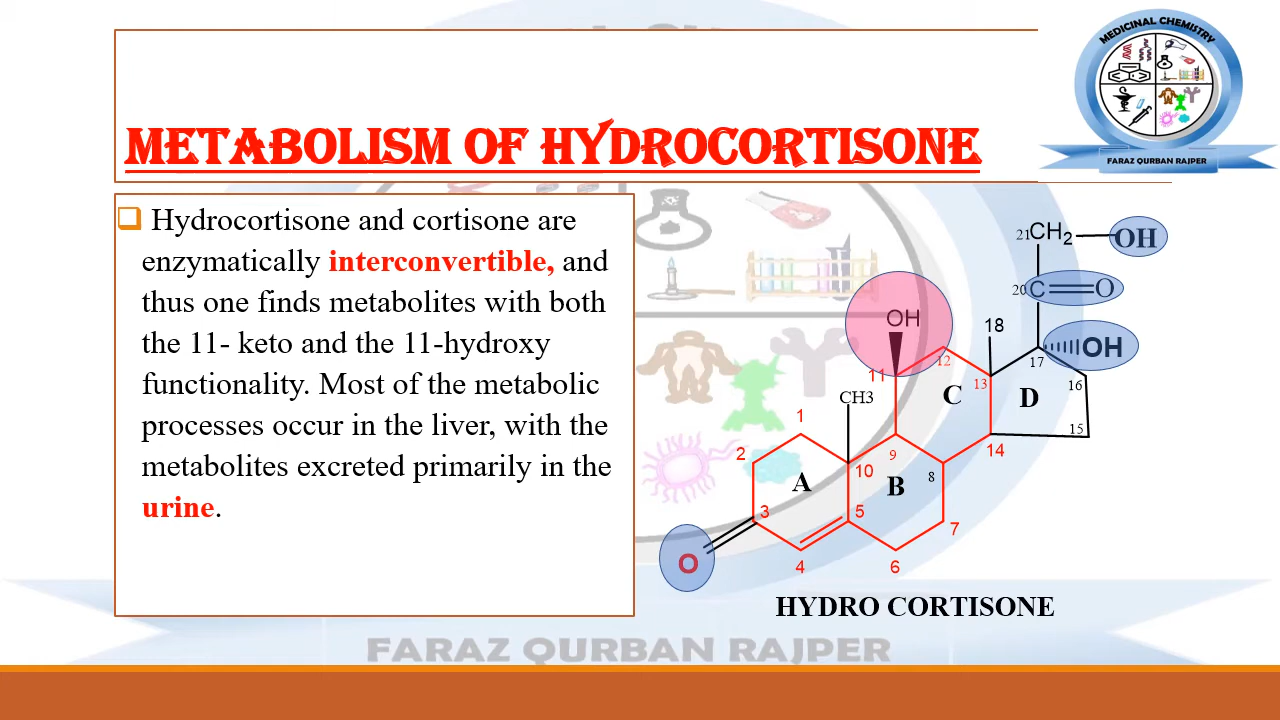 MEDICINAL CHEMISTRY
FARAZ QURBAN RAJPER
METABOLISM OF HYDROCORTISONE
Hydrocortisone and cortisone are
enzymatically interconvertible, and
thus one finds metabolites with both
the 11- keto and the 11-hydroxy
functionality. Most of the metabolic
processes occur in the liver, with the
metabolites excreted primarily in the
urine.
21 CH2 OH
20 C O
OH
18
17 OH
12
11
13
16
CH3
C
D
1
15
2
9
14
10
8
A
B
3
5
7
O
4
6
HYDRO CORTISONE
FARAZ QURBAN RAJPER